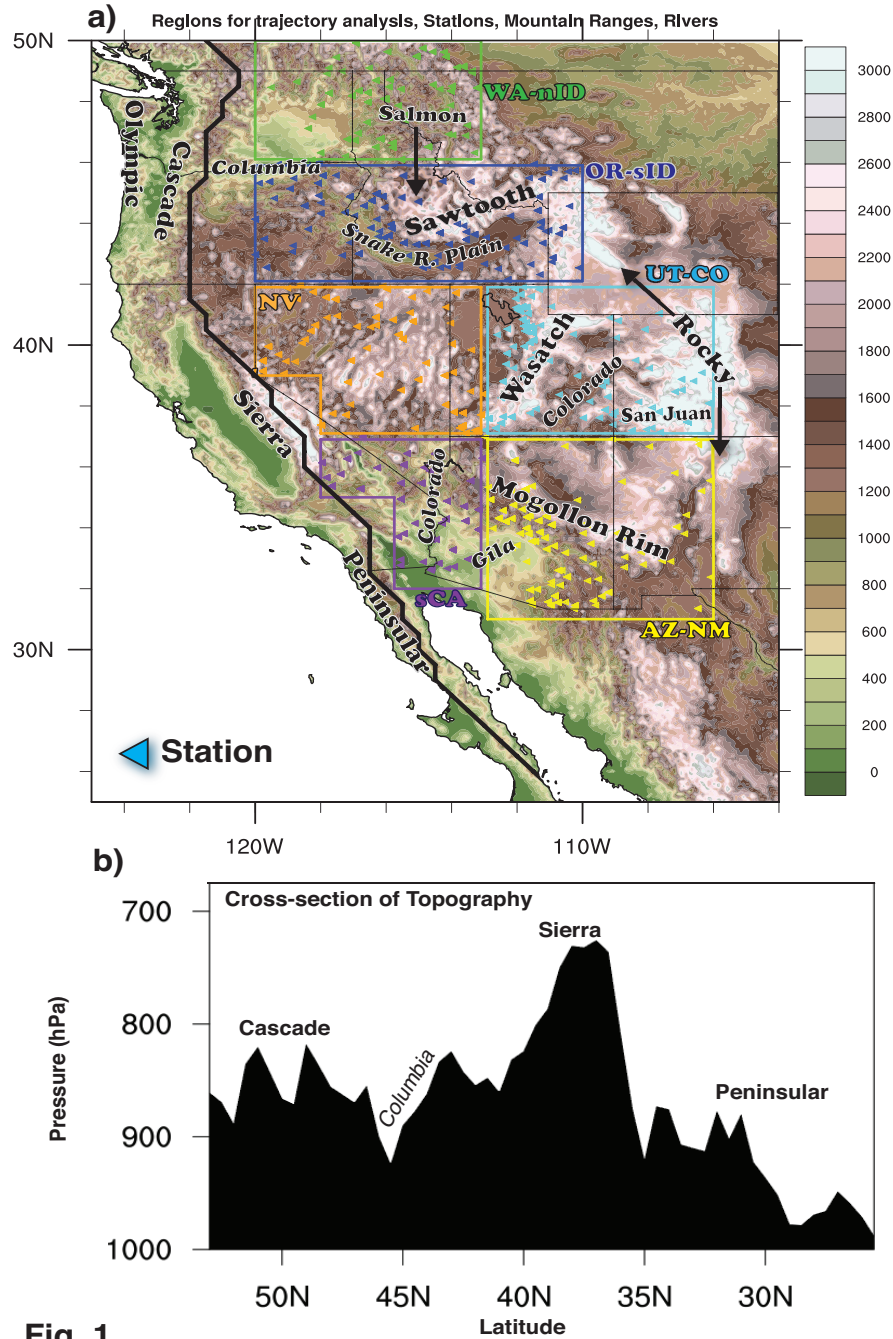 a)
Regions for trajectory analysis, Stations, Mountain Ranges, RIvers
50N
40N
30N
120W
110W
WA-nID
Salmon
Olympic
Cascade
Columbia
OR-sID
Sawtooth
Snake R. Plain
UT-CO
NV
Rocky
Wasatch
Colorado
San Juan
Sierra
Colorado
Mogollon Rim
Gila
sCA
Peninsular
AZ-NM
Station
3000
2800
2600
2400
2200
2000
1800
1600
1400
1200
1000
800
600
400
200
0
b)
Cross-section of Topography
Pressure (hPa)
700
800
900
1000
Cascade
Columbia
Sierra
Peninsular
50N
45N
40N
35N
30N
Latitude
Fig. 1